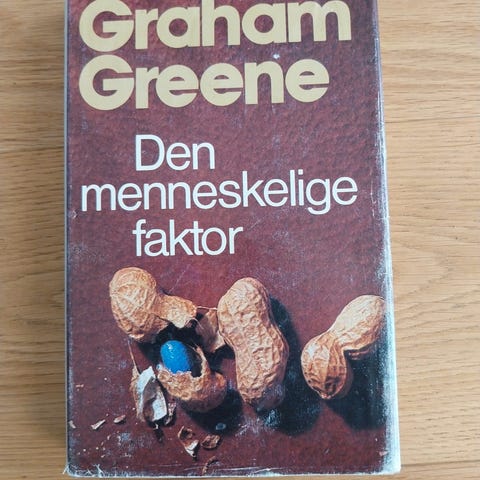 Graham
Greene
Den
menneskelige
faktor